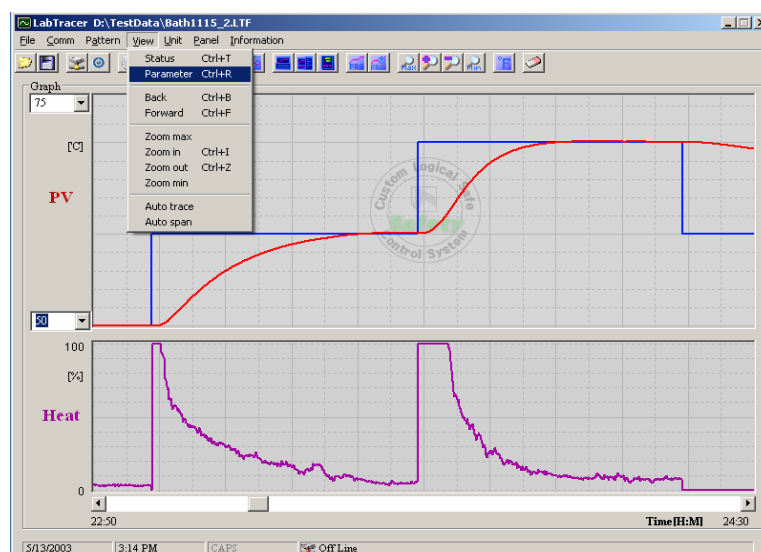 LabTracer D:\TestData\Bath1115_2.LTF
File Comm Pattern View Unit Panel Information
Status Ctrl+T
Parameter Ctrl+R
Back Ctrl+B
Forward Ctrl+F
Zoom max
Zoom in Ctrl+I
Zoom out Ctrl+Z
Zoom min
Auto trace
Auto span
Graph
75
[℃]
PV
50
Custom Logical Safe
Safety
Control System
100
[%]
Heat
0
22:50 Time[H:M] 24:30
5/13/2003 3:14 PM CAPS Off Line